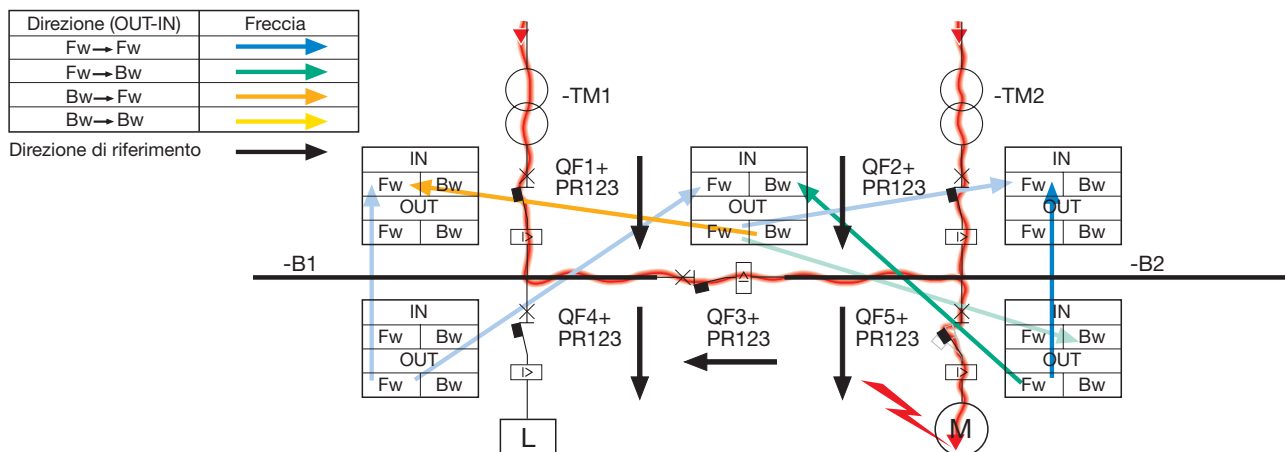 Direzione (OUT-IN) Freccia
Fw→Fw
Fw→Bw
Bw→Fw
Bw→Bw
Direzione di riferimento
-TM1
-TM2
IN
Fw Bw
OUT
Fw Bw
QF1+
PR123
IN
Fw Bw
OUT
Fw Bw
QF2+
PR123
IN
Fw Bw
OUT
Fw Bw
I>
I>
-B1
-B2
I>
IN
Fw Bw
OUT
Fw Bw
QF4+
PR123
QF3+
PR123
QF5+
PR123
IN
Fw Bw
OUT
Fw Bw
I>
I>
L
M